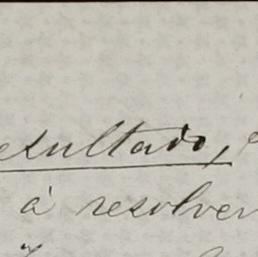 esultado,
à resolver